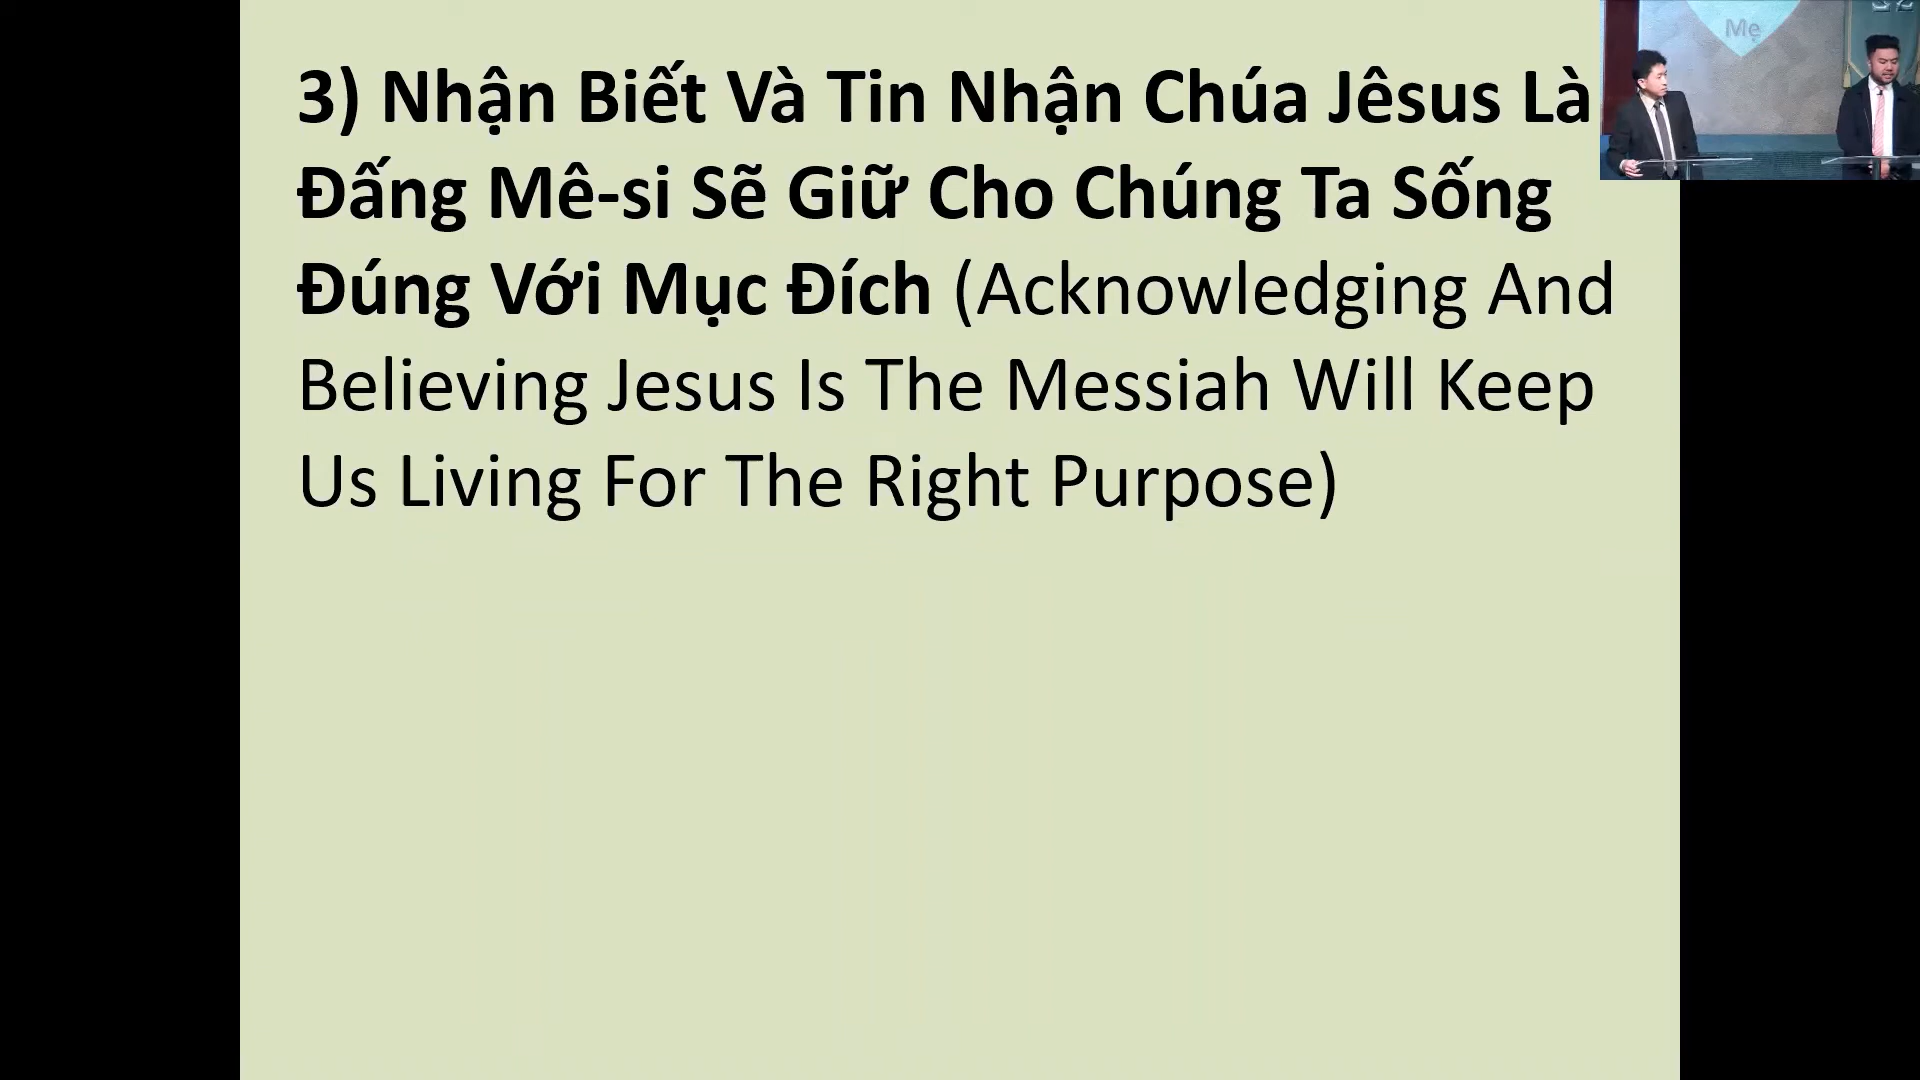 3) Nhận Biết Và Tin Nhận Chúa Jêsus Là
Đấng Mê-si Sẽ Giữ Cho Chúng Ta Sống
Đúng Với Mục Đích (Acknowledging And
Believing Jesus Is The Messiah Will Keep
Us Living For The Right Purpose)
Mẹ